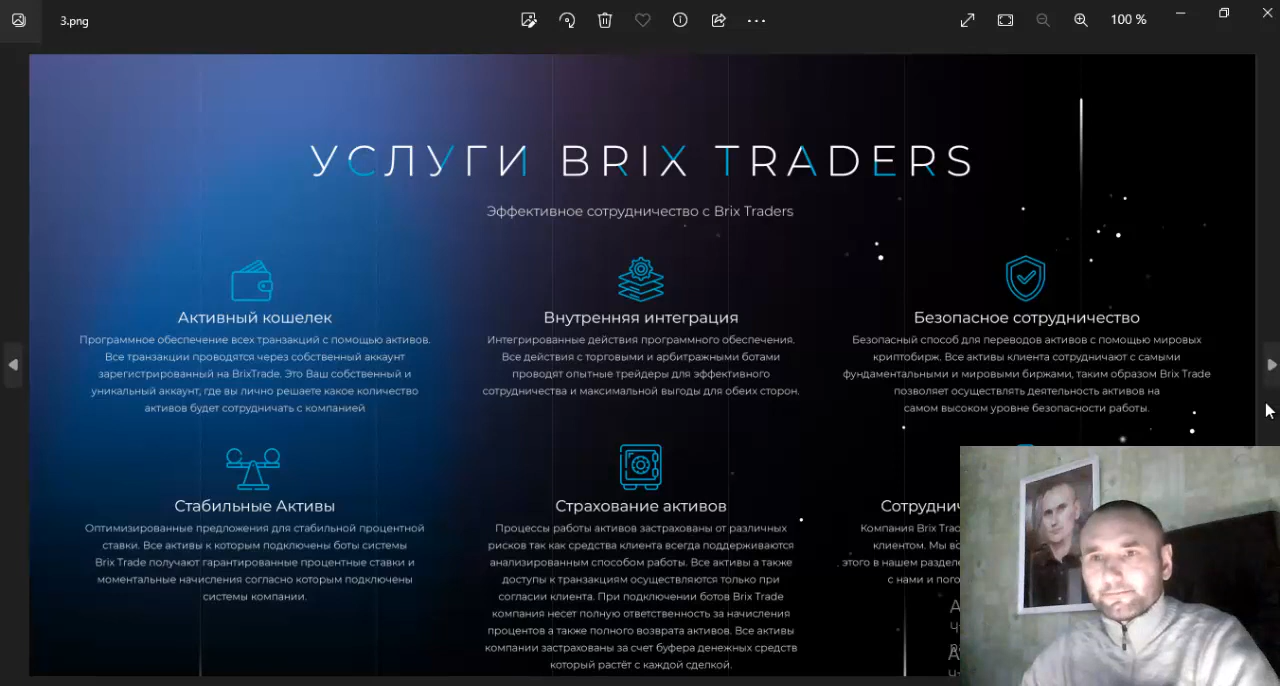 3.png
100 %
УСЛУГИ BRIX TRADERS
Эффективное сотрудничество с Brix Traders
Активный кошелек
Программное обеспечение всех транзакций с помощью активов.
Все транзакции проводятся через собственный аккаунт
зарегистрированный на BrixTrade. Это Ваш собственный и
уникальный аккаунт, где вы лично решаете какое количество
активов будет сотрудничать с компанией
Внутренняя интеграция
Интегрированные действия программного обеспечения.
Все действия с торговыми и арбитражными ботами
проводят опытные трейдеры для эффективного
сотрудничества и максимальной выгоды для обеих сторон.
Безопасное сотрудничество
Безопасный способ для переводов активов с помощью мировых
криптобирж. Все активы клиента сотрудничают с самыми
фундаментальными и мировыми биржами, таким образом Brix Trade
позволяет осуществлять деятельность активов на
самом высоком уровне безопасности работы.
Стабильные Активы
Оптимизированные предложения для стабильной процентной
ставки. Все активы к которым подключены боты системы
Brix Trade получают гарантированные процентные ставки и
моментальные начисления согласно которым подключены
системы компании.
Страхование активов
Процессы работы активов застрахованы от различных
рисков так как средства клиента всегда поддерживаются
анализированным способом работы. Все активы а также
доступы к транзакциям осуществляются только при
согласии клиента. При подключении ботов Brix Trade
компания несет полную ответственность за начисления
процентов а также полного возврата активов. Все активы
компании застрахованы за счет буфера денежных средств
который растёт с каждой сделкой.
Сотруднич
Компания Brix Trad
клиентом. Мы вс
этого в нашем разделе
с нами и пого